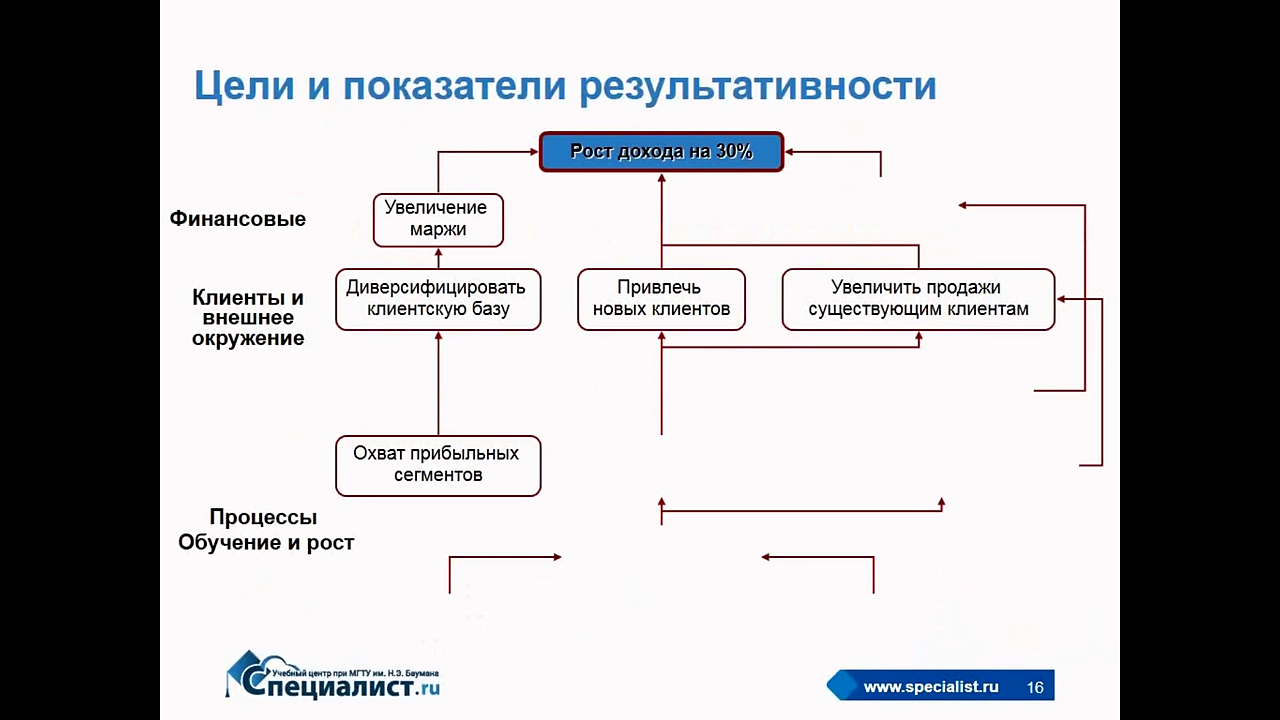 Цели и показатели результативности
Рост дохода на 30%
Финансовые
Увеличение
маржи
Клиенты и
внешнее
окружение
Диверсифицировать
клиентскую базу
Привлечь
новых клиентов
Увеличить продажи
существующим клиентам
Охват прибыльных
сегментов
Процессы
Обучение и рост
Учебный центр при МГТУ им. Н.Э. Баумана
Специалист.ru
www.specialist.ru
16